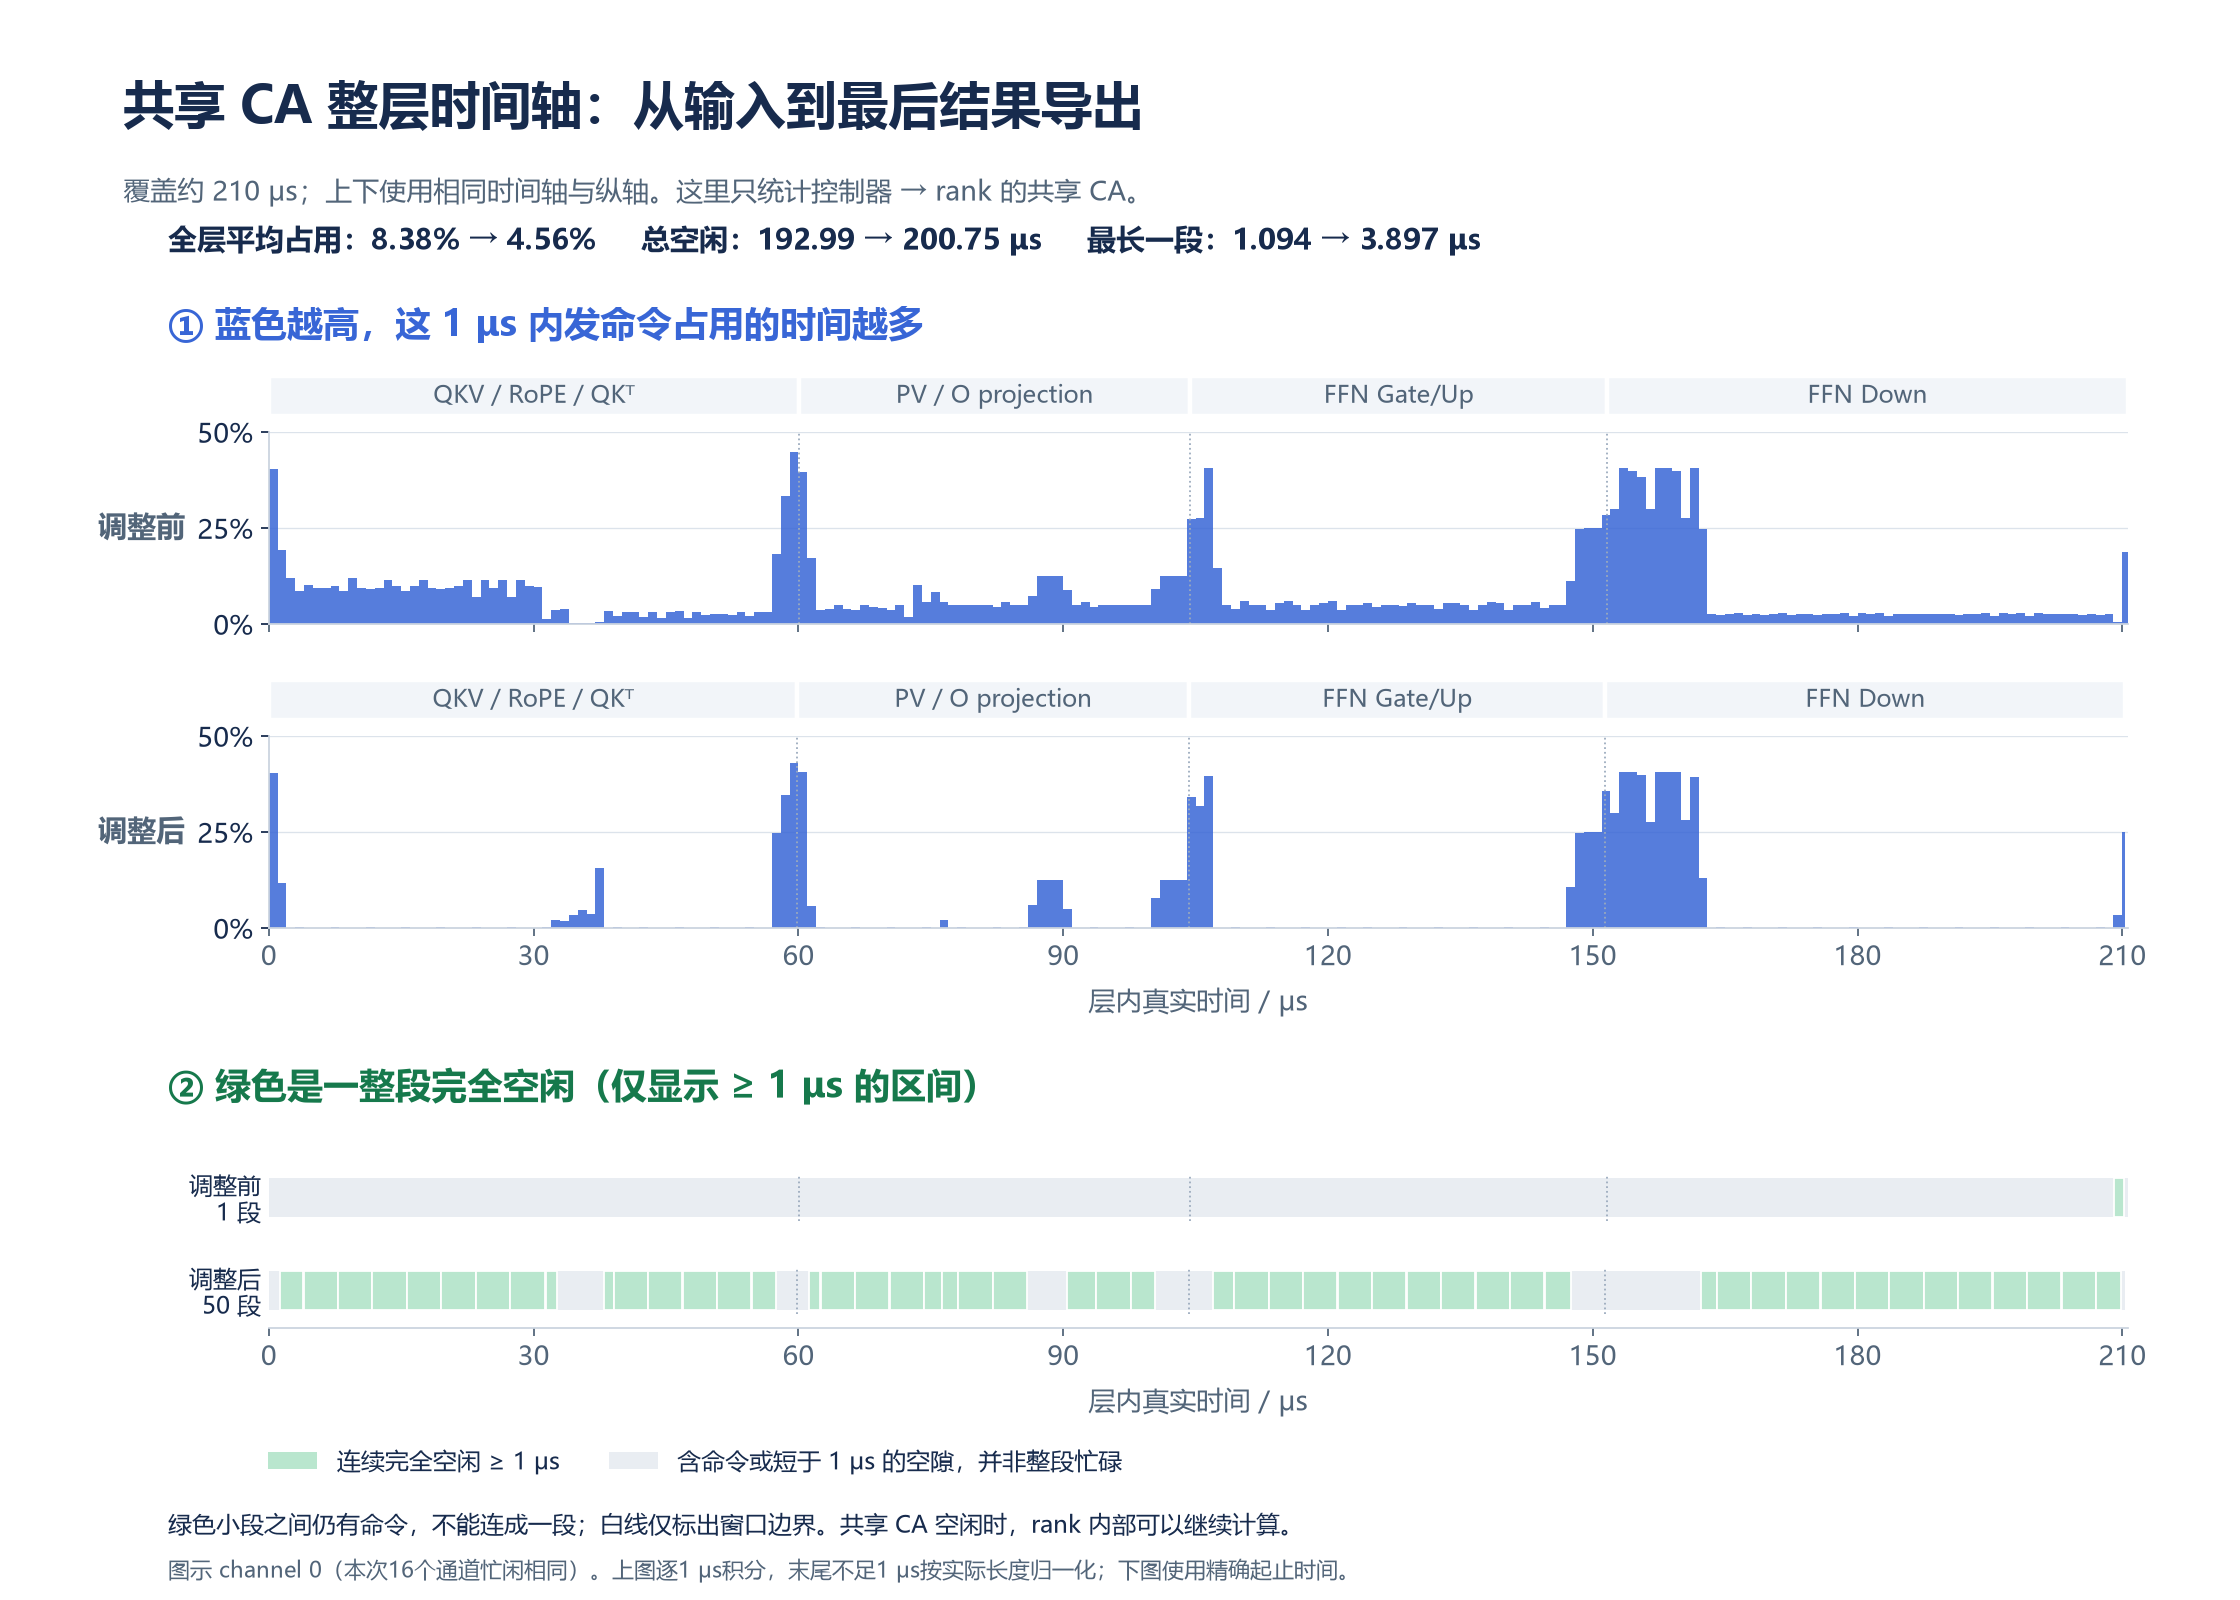 共享 CA 整层时间轴：从输入到最后结果导出
覆盖约 210 μs；上下使用相同时间轴与纵轴。这里只统计控制器 → rank 的共享 CA。
全层平均占用：8.38% → 4.56% 总空闲：192.99 → 200.75 μs 最长一段：1.094 → 3.897 μs
① 蓝色越高，这 1 μs 内发命令占用的时间越多
QKV / RoPE / QKᵀ PV / O projection FFN Gate/Up FFN Down
50%
调整前 25%
0%
QKV / RoPE / QKᵀ PV / O projection FFN Gate/Up FFN Down
50%
调整后 25%
0%
0 30 60 90 120 150 180 210
层内真实时间 / μs
② 绿色是一整段完全空闲（仅显示 ≥ 1 μs 的区间）
调整前
1 段
调整后
50 段
0 30 60 90 120 150 180 210
层内真实时间 / μs
连续完全空闲 ≥ 1 μs 含命令或短于 1 μs 的空隙，并非整段忙碌
绿色小段之间仍有命令，不能连成一段；白线仅标出窗口边界。共享 CA 空闲时，rank 内部可以继续计算。
图示 channel 0（本次16个通道忙闲相同）。上图逐1 μs积分，末尾不足1 μs按实际长度归一化；下图使用精确起止时间。